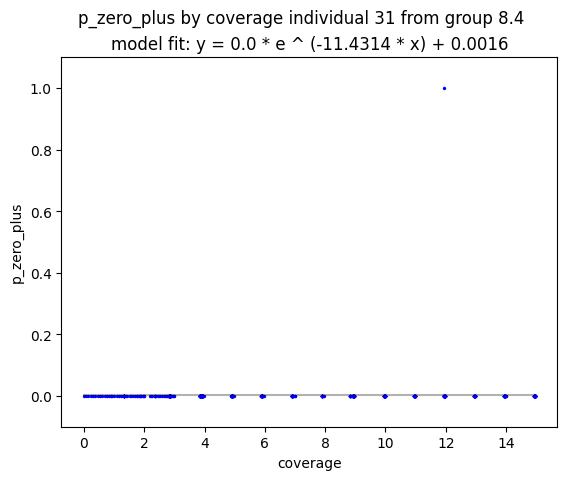 p_zero_plus by coverage individual 31 from group 8.4
model fit: y = 0.0 * e ^ (-11.4314 * x) + 0.0016
1.0
0.8
0.6
0.4
0.2
0.0
p_zero_plus
0 2 4 6 8 10 12 14
coverage